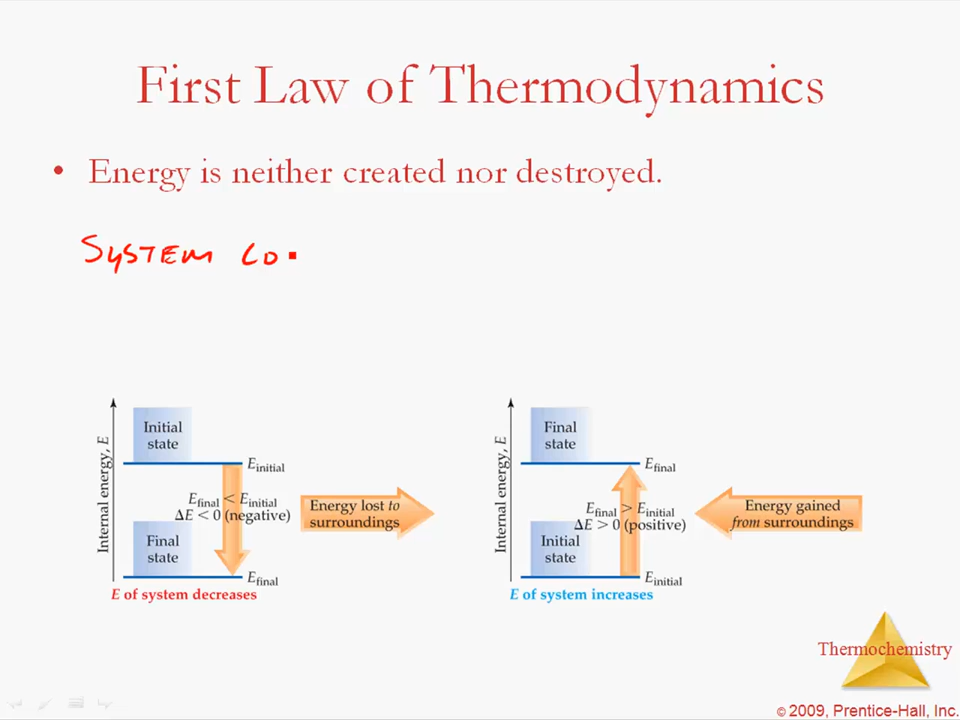 First Law of Thermodynamics
• Energy is neither created nor destroyed.
SYSTEM
Internal energy, E
Initial
state
E initial
E final < E initial
ΔE < 0 (negative)
Final
state
E final
E of system decreases
Energy lost to
surroundings
Internal energy, E
Final
state
E final
E final > E initial
ΔE > 0 (positive)
Initial
state
E initial
E of system increases
Energy gained
from surroundings
Thermochemistry
© 2009, Prentice-Hall, Inc.